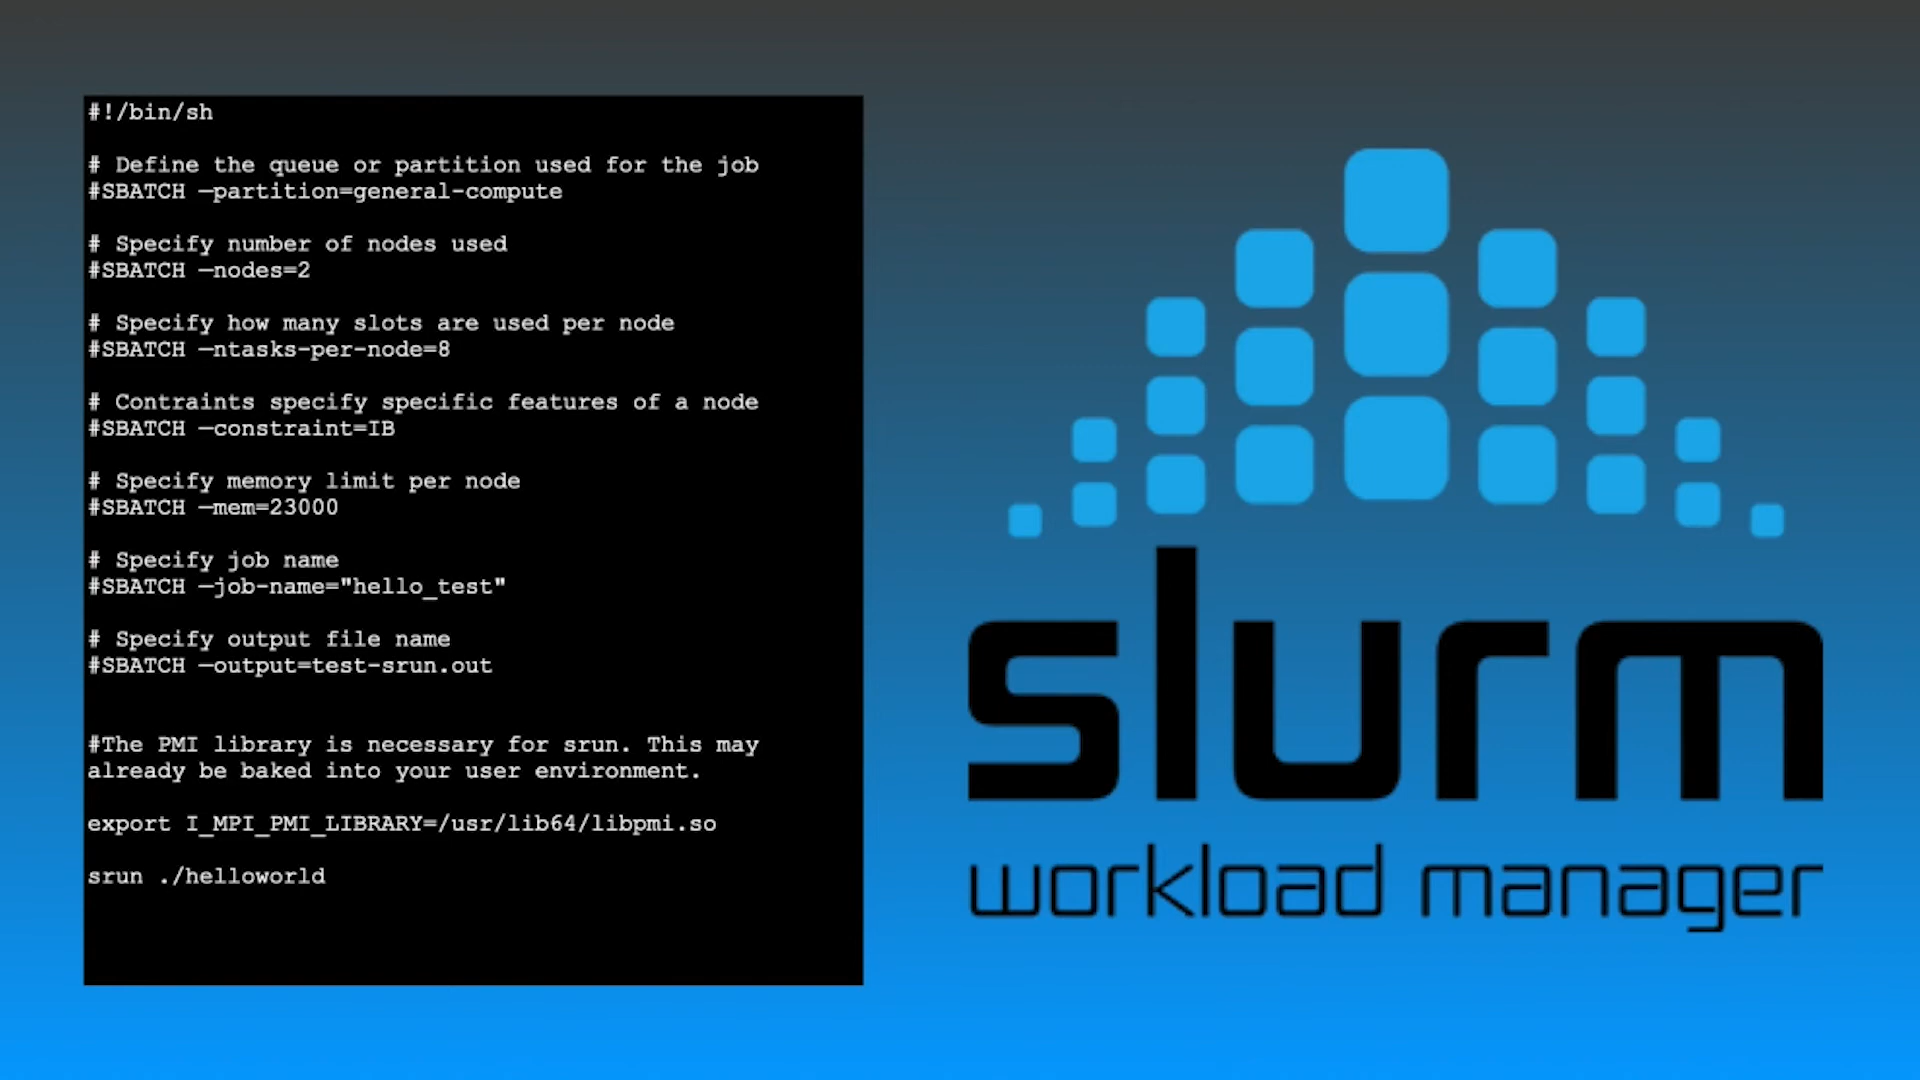 #!/bin/sh
# Define the queue or partition used for the job
#SBATCH —partition=general-compute
# Specify number of nodes used
#SBATCH —nodes=2
# Specify how many slots are used per node
#SBATCH —ntasks-per-node=8
# Contraints specify specific features of a node
#SBATCH —constraint=IB
# Specify memory limit per node
#SBATCH —mem=23000
# Specify job name
#SBATCH —job-name="hello_test"
# Specify output file name
#SBATCH —output=test-srun.out
#The PMI library is necessary for srun. This may
already be baked into your user environment.
export I_MPI_PMI_LIBRARY=/usr/lib64/libpmi.so
srun ./helloworld
slurm
workload manager